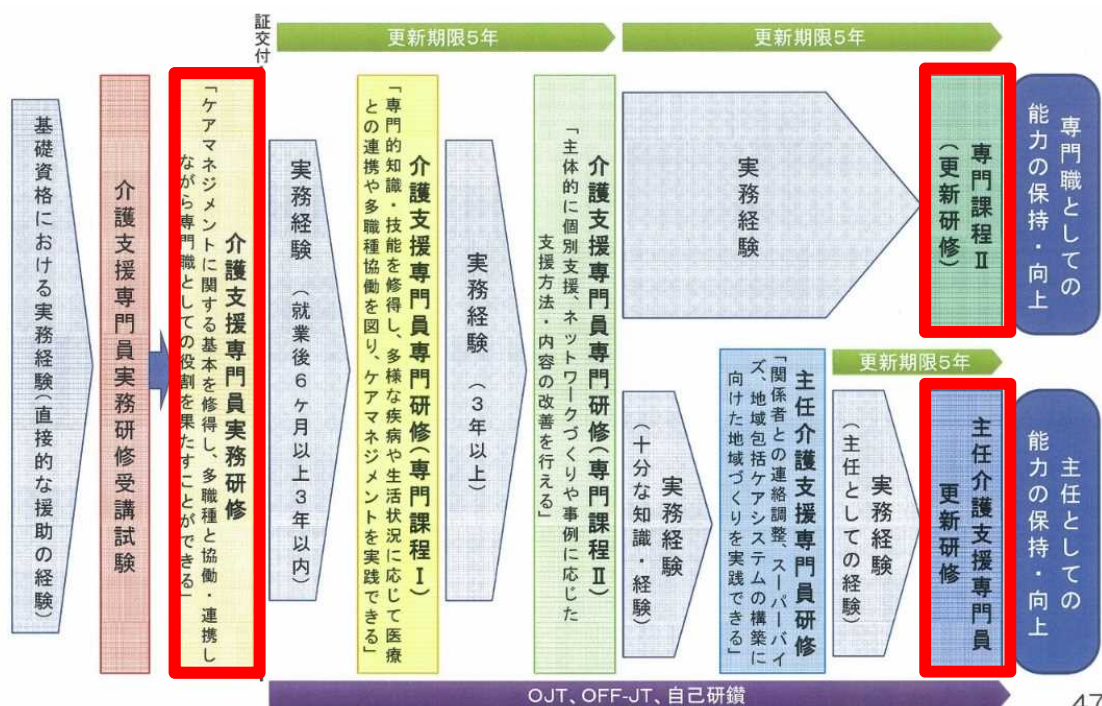 証交付
更新期限5年
更新期限5年
基礎資格における実務経験(直接的な援助の経験)
介護支援専門員実務研修受講試験
介護支援専門員実務研修
「ケアマネジメントに関する基本を修得し、多職種と協働・連携し
ながら専門職としての役割を果たすことができる」
実務経験 (就業後6ヶ月以上3年以内)
介護支援専門員専門研修(専門課程Ⅰ)
「専門的知識・技能を修得し、多様な疾病や生活状況に応じて医療
との連携や多職種協働を図り、ケアマネジメントを実践できる」
実務経験 (3年以上)
介護支援専門員専門研修(専門課程Ⅱ)
「主体的に個別支援、ネットワークづくりや事例に応じた
支援方法・内容の改善を行える」
実務経験
専門課程Ⅱ
(更新研修)
専門職としての
能力の保持・向上
実務経験
(十分な知識・経験)
主任介護支援専門員研修
「関係者との連絡調整、スーパーバイ
ズ、地域包括ケアシステムの構築に
向けた地域づくりを実践できる」
更新期限5年
実務経験
(主任としての経験)
主任介護支援専門員
更新研修
主任としての
能力の保持・向上
OJT、OFF-JT、自己研鑽
47